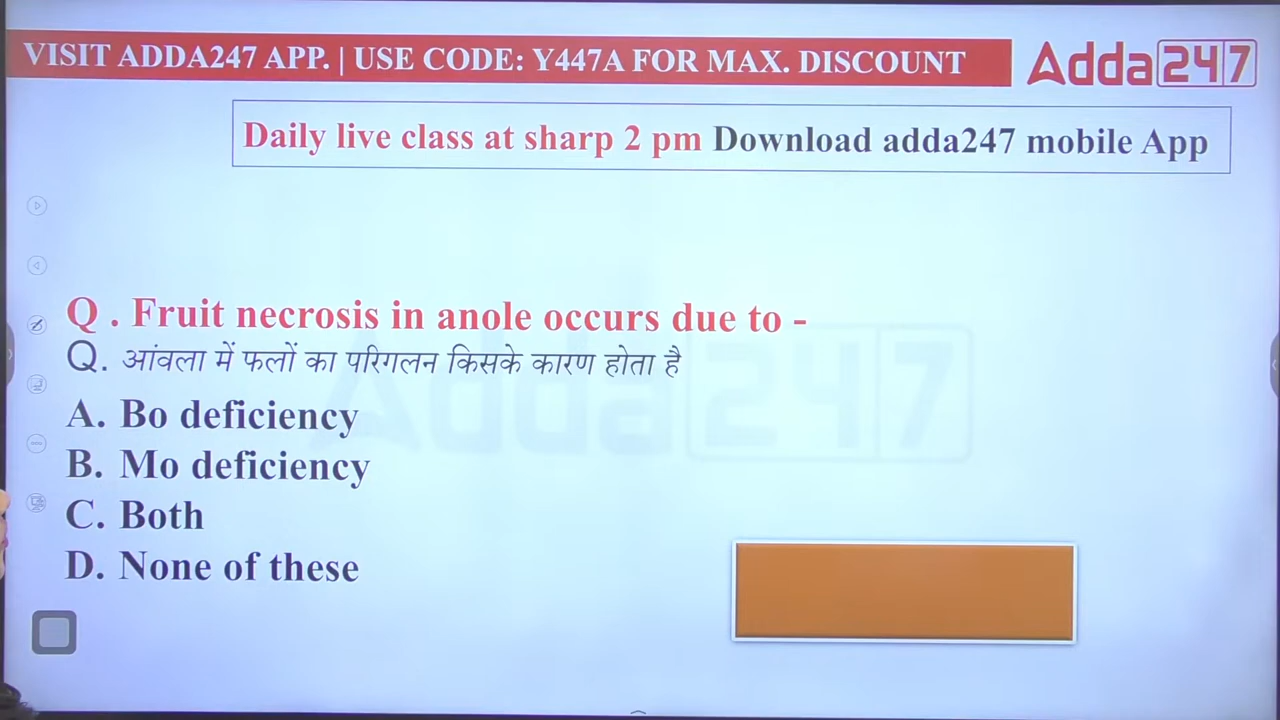 VISIT ADDA247 APP. | USE CODE: Y447A FOR MAX. DISCOUNT
Adda247
Daily live class at sharp 2 pm Download adda247 mobile App
Q . Fruit necrosis in anole occurs due to -
Q. आंवला में फलों का परिगलन किसके कारण होता है
A. Bo deficiency
B. Mo deficiency
C. Both
D. None of these
Adda247